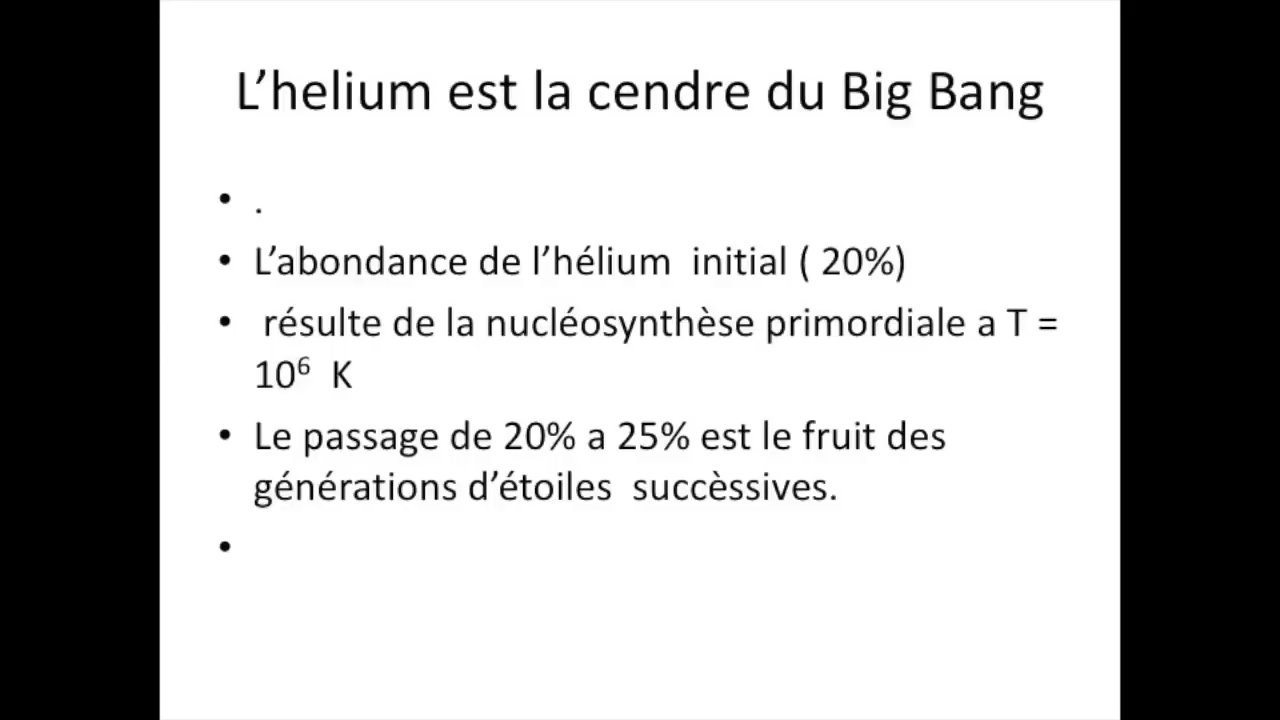 L’helium est la cendre du Big Bang
• .
• L’abondance de l’hélium  initial ( 20%)
•  résulte de la nucléosynthèse primordiale a T =
10⁶  K
• Le passage de 20% a 25% est le fruit des
générations d’étoiles  succèssives.
•